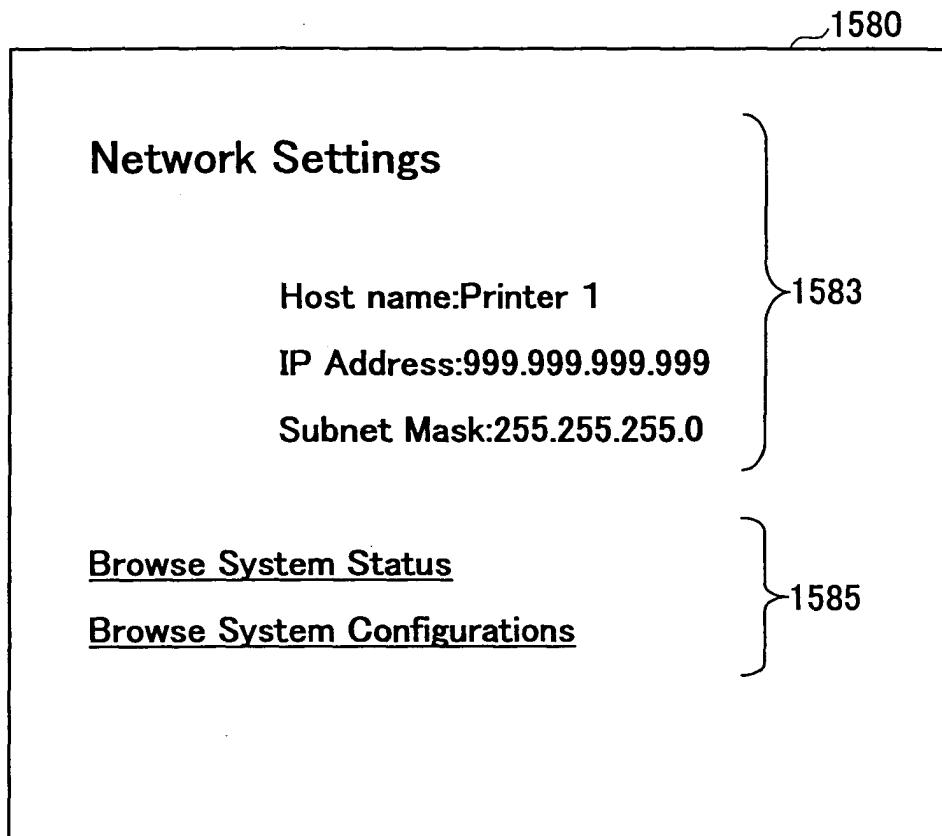 1580
Network Settings
Host name:Printer 1
IP Address:999.999.999.999
Subnet Mask:255.255.255.0
1583
Browse System Status
Browse System Configurations
1585